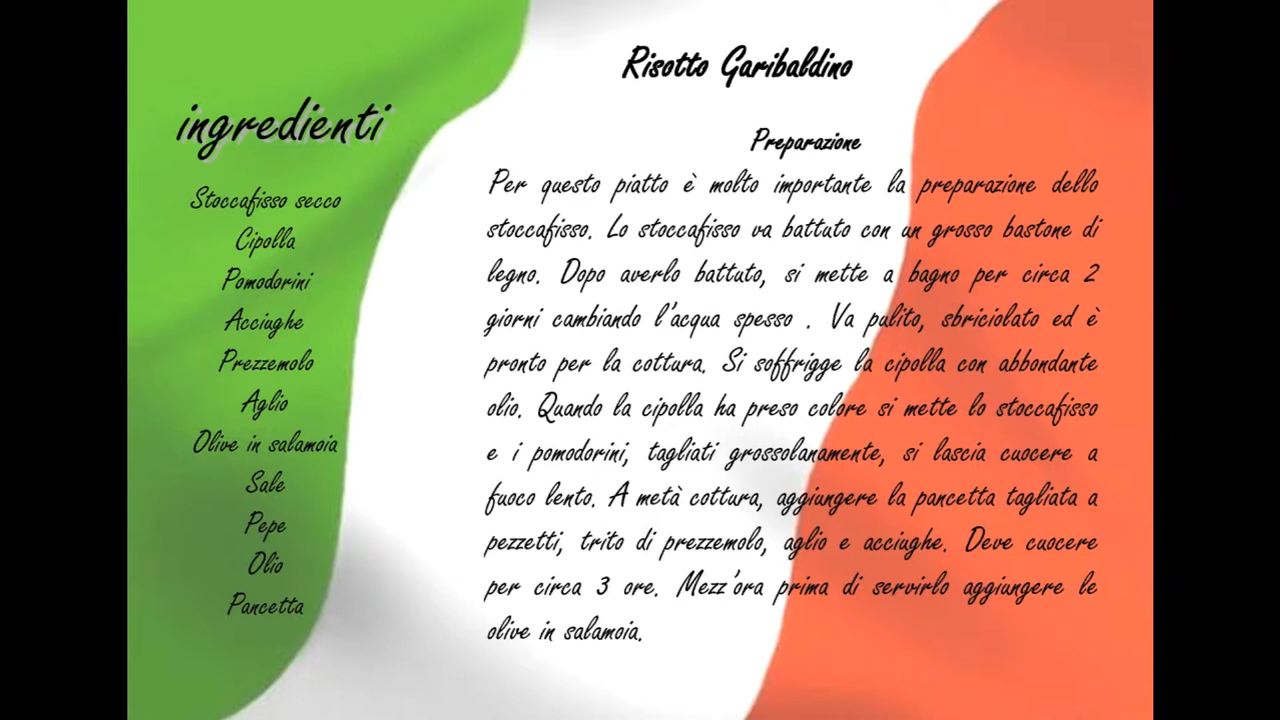 Risotto Garibaldino
ingredienti
Stoccafisso secco
Cipolla
Pomodorini
Acciughe
Prezzemolo
Aglio
Olive in salamoia
Sale
Pepe
Olio
Pancetta
Preparazione
Per questo piatto è molto importante la preparazione dello
stoccafisso. Lo stoccafisso va battuto con un grosso bastone di
legno. Dopo averlo battuto, si mette a bagno per circa 2
giorni cambiando l'acqua spesso . Va pulito, sbriciolato ed è
pronto per la cottura. Si soffrigge la cipolla con abbondante
olio. Quando la cipolla ha preso colore si mette lo stoccafisso
e i pomodorini, tagliati grossolanamente, si lascia cuocere a
fuoco lento. A metà cottura, aggiungere la pancetta tagliata a
pezzetti, trito di prezzemolo, aglio e acciughe. Deve cuocere
per circa 3 ore. Mezz'ora prima di servirlo aggiungere le
olive in salamoia.